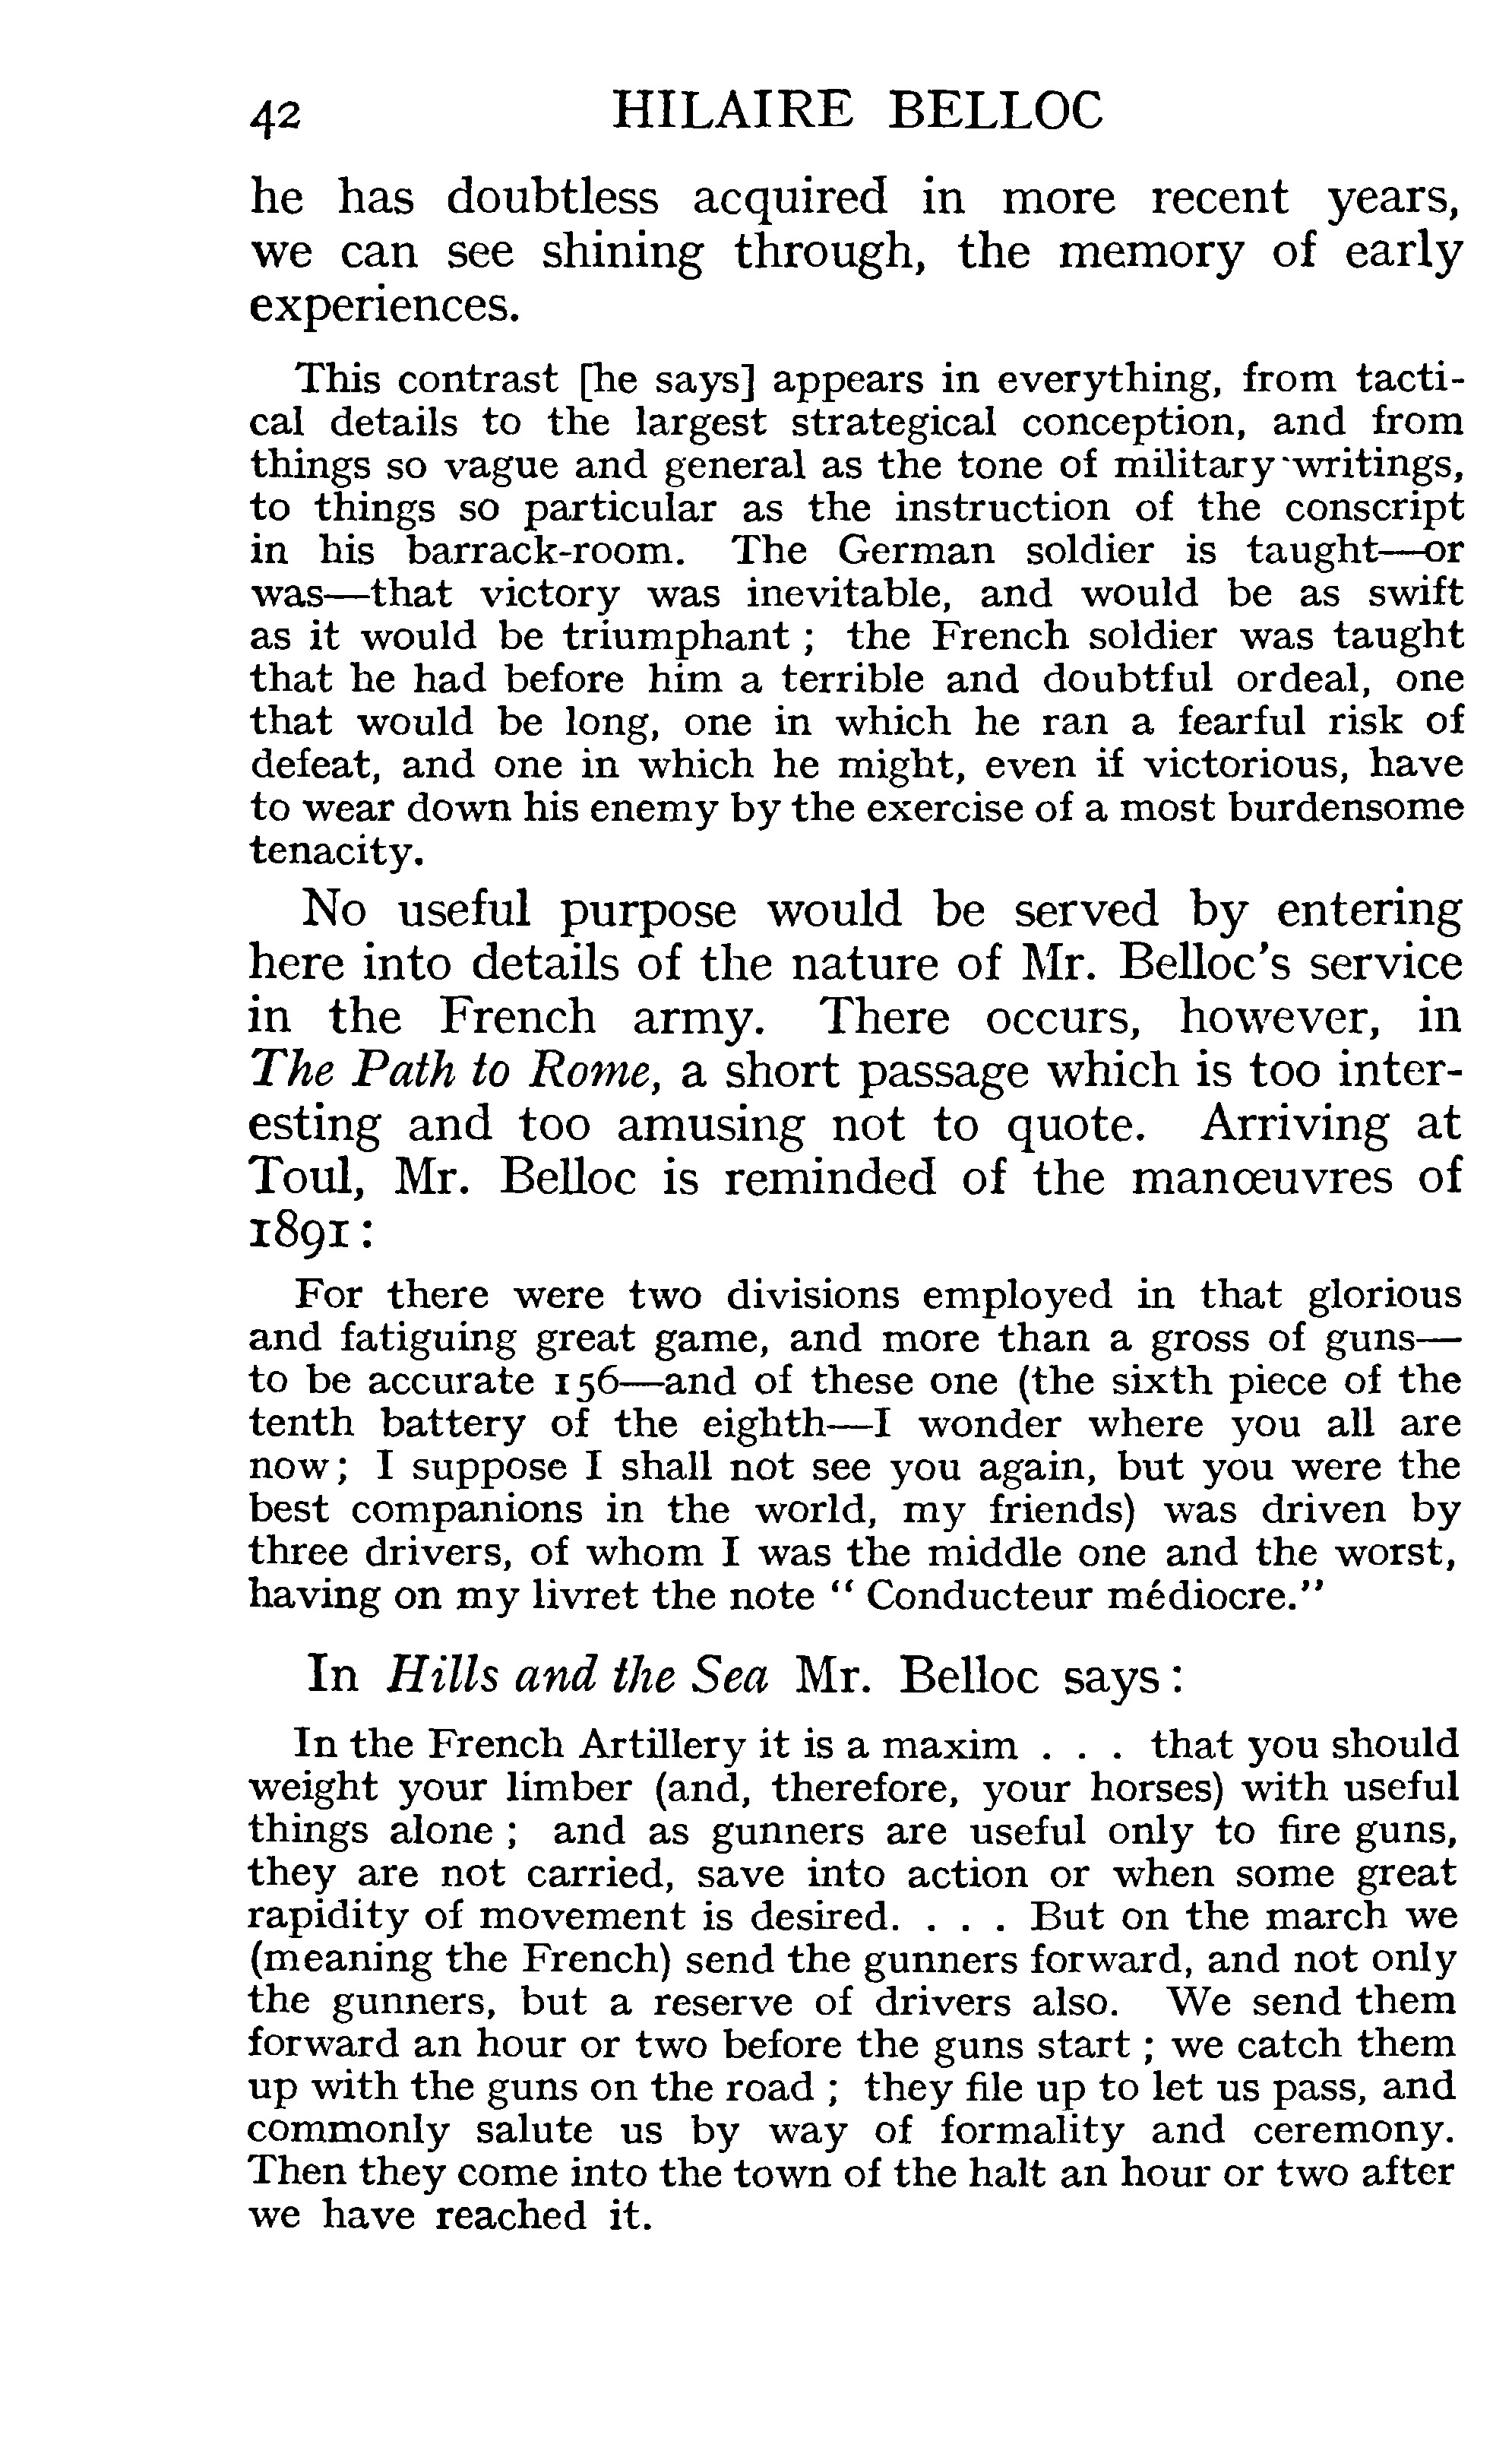 42 HILAIRE BELLOC
he has doubtless acquired in more recent years,
we can see shining through, the memory of early
experiences.
This contrast [he says] appears in everything, from tacti-
cal details to the largest strategical conception, and from
things so vague and general as the tone of military writings,
to things so particular as the instruction of the conscript
in his barrack-room. The German soldier is taught—or
was—that victory was inevitable, and would be as swift
as it would be triumphant ; the French soldier was taught
that he had before him a terrible and doubtful ordeal, one
that would be long, one in which he ran a fearful risk of
defeat, and one in which he might, even if victorious, have
to wear down his enemy by the exercise of a most burdensome
tenacity.
No useful purpose would be served by entering
here into details of the nature of Mr. Belloc's service
in the French army. There occurs, however, in
The Path to Rome, a short passage which is too inter-
esting and too amusing not to quote. Arriving at
Toul, Mr. Belloc is reminded of the manœuvres of
1891 :
For there were two divisions employed in that glorious
and fatiguing great game, and more than a gross of guns—
to be accurate 156—and of these one (the sixth piece of the
tenth battery of the eighth—I wonder where you all are
now ; I suppose I shall not see you again, but you were the
best companions in the world, my friends) was driven by
three drivers, of whom I was the middle one and the worst,
having on my livret the note " Conducteur médiocre."
In Hills and the Sea Mr. Belloc says :
In the French Artillery it is a maxim . . . that you should
weight your limber (and, therefore, your horses) with useful
things alone ; and as gunners are useful only to fire guns,
they are not carried, save into action or when some great
rapidity of movement is desired. . . . But on the march we
(meaning the French) send the gunners forward, and not only
the gunners, but a reserve of drivers also. We send them
forward an hour or two before the guns start ; we catch them
up with the guns on the road ; they file up to let us pass, and
commonly salute us by way of formality and ceremony.
Then they come into the town of the halt an hour or two after
we have reached it.